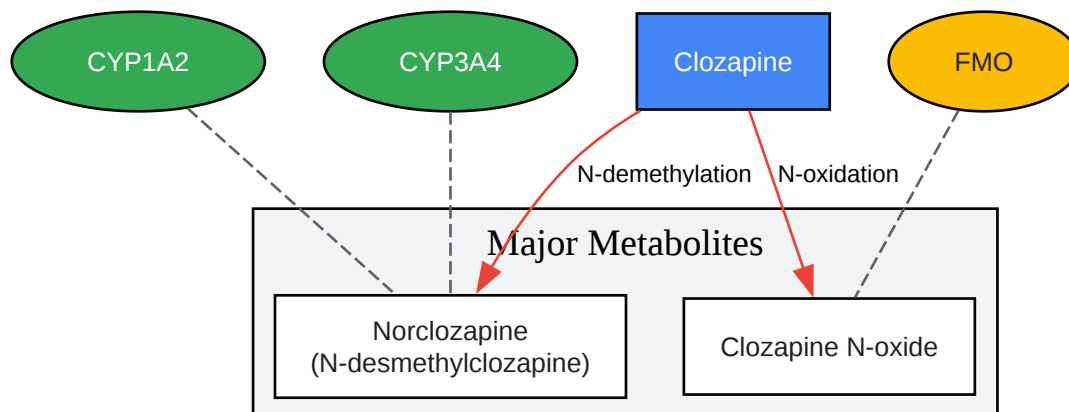 CYP1A2
CYP3A4
Clozapine
FMO
N-demethylation
N-oxidation
Major Metabolites
Norclozapine
(N-desmethylclozapine)
Clozapine N-oxide